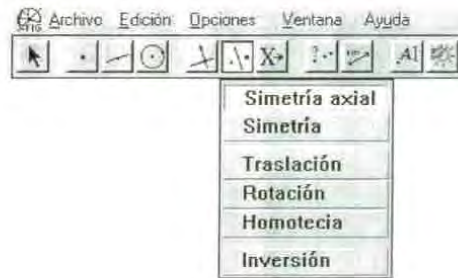 Archivo Edición Opciones Ventana Ayuda
A
Simetría axial
Simetría
Traslación
Rotación
Homotecia
Inversión